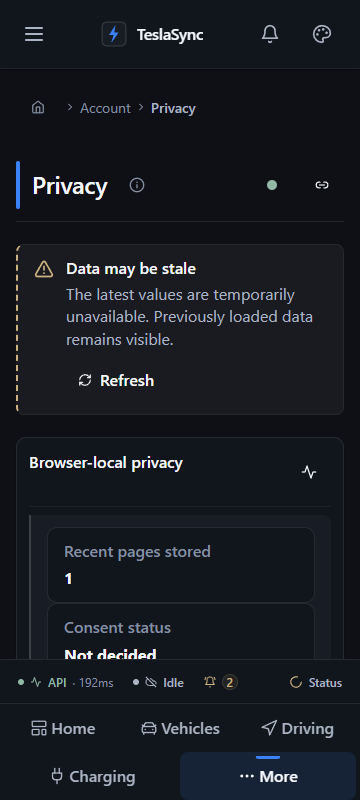 TeslaSync
Account
Privacy
Privacy
Data may be stale
The latest values are temporarily
unavailable. Previously loaded data
remains visible.
Refresh
Browser-local privacy
Recent pages stored
1
Consent status
Not decided
API · 192ms
Idle
2
Status
Home
Vehicles
Driving
Charging
More